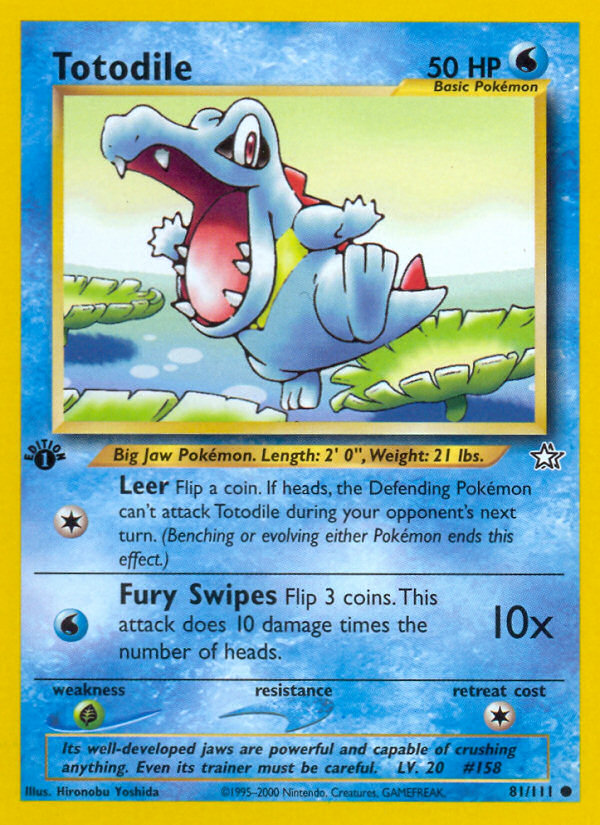 Totodile
50 HP
Basic Pokémon
EDITION
1
Big Jaw Pokémon. Length: 2' 0", Weight: 21 lbs.
Leer Flip a coin. If heads, the Defending Pokémon
can't attack Totodile during your opponent's next
turn. (Benching or evolving either Pokémon ends this
effect.)
Fury Swipes Flip 3 coins. This
attack does 10 damage times the
number of heads.
10x
weakness resistance retreat cost
Its well-developed jaws are powerful and capable of crushing
anything. Even its trainer must be careful. LV. 20 #158
Illus. Hironobu Yoshida ©1995–2000 Nintendo, Creatures, GAMEFREAK. 81/111